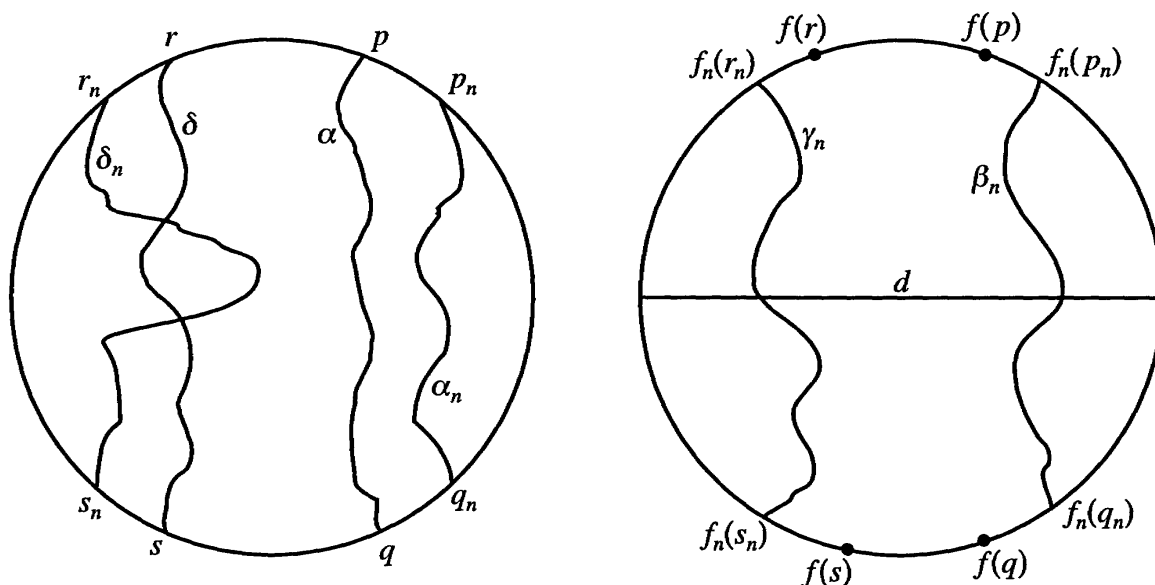 r p
r_n p_n
δ α
δ_n
α_n
s_n q_n
s q
f(r) f(p)
f_n(r_n) f_n(p_n)
γ_n
β_n
d
f_n(s_n) f_n(q_n)
f(s) f(q)